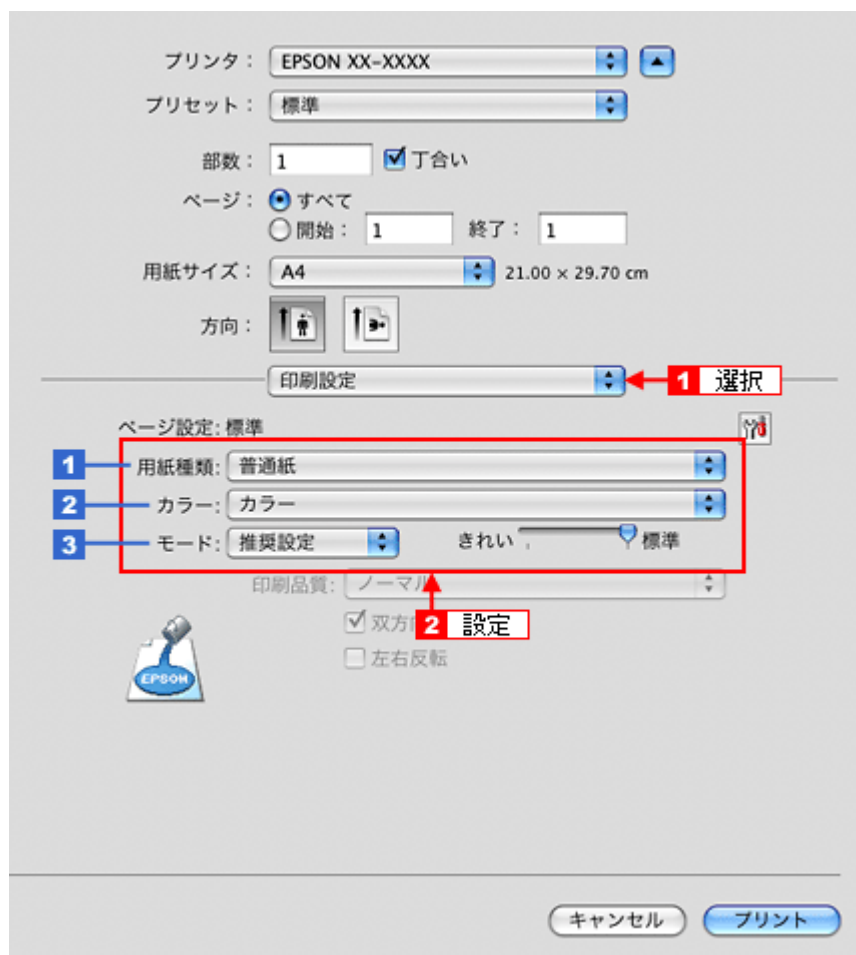 プリンタ： EPSON XX-XXXX
プリセット： 標準
部数： 1 丁合い
ページ： すべて
開始： 1 終了： 1
用紙サイズ： A4 21.00 × 29.70 cm
方向：
印刷設定 1 選択
ページ設定: 標準
1 用紙種類: 普通紙
2 カラー: カラー
3 モード: 推奨設定 きれい 標準
印刷品質: ノーマル
双方向 2 設定
左右反転
EPSON
キャンセル プリント